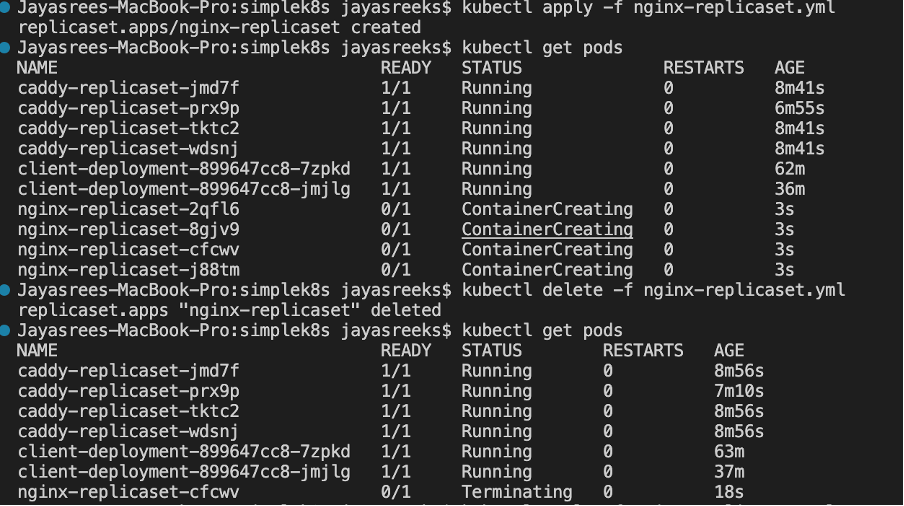 Jayasrees-MacBook-Pro:simplek8s jayasreeks$ kubectl apply -f nginx-replicaset.yml
replicaset.apps/nginx-replicaset created
Jayasrees-MacBook-Pro:simplek8s jayasreeks$ kubectl get pods
NAME READY STATUS RESTARTS AGE
caddy-replicaset-jmd7f 1/1 Running 0 8m41s
caddy-replicaset-prx9p 1/1 Running 0 6m55s
caddy-replicaset-tktc2 1/1 Running 0 8m41s
caddy-replicaset-wdsnj 1/1 Running 0 8m41s
client-deployment-899647cc8-7zpkd 1/1 Running 0 62m
client-deployment-899647cc8-jmjlg 1/1 Running 0 36m
nginx-replicaset-2qfl6 0/1 ContainerCreating 0 3s
nginx-replicaset-8gjv9 0/1 ContainerCreating 0 3s
nginx-replicaset-cfcwv 0/1 ContainerCreating 0 3s
nginx-replicaset-j88tm 0/1 ContainerCreating 0 3s
Jayasrees-MacBook-Pro:simplek8s jayasreeks$ kubectl delete -f nginx-replicaset.yml
replicaset.apps "nginx-replicaset" deleted
Jayasrees-MacBook-Pro:simplek8s jayasreeks$ kubectl get pods
NAME READY STATUS RESTARTS AGE
caddy-replicaset-jmd7f 1/1 Running 0 8m56s
caddy-replicaset-prx9p 1/1 Running 0 7m10s
caddy-replicaset-tktc2 1/1 Running 0 8m56s
caddy-replicaset-wdsnj 1/1 Running 0 8m56s
client-deployment-899647cc8-7zpkd 1/1 Running 0 63m
client-deployment-899647cc8-jmjlg 1/1 Running 0 37m
nginx-replicaset-cfcwv 0/1 Terminating 0 18s